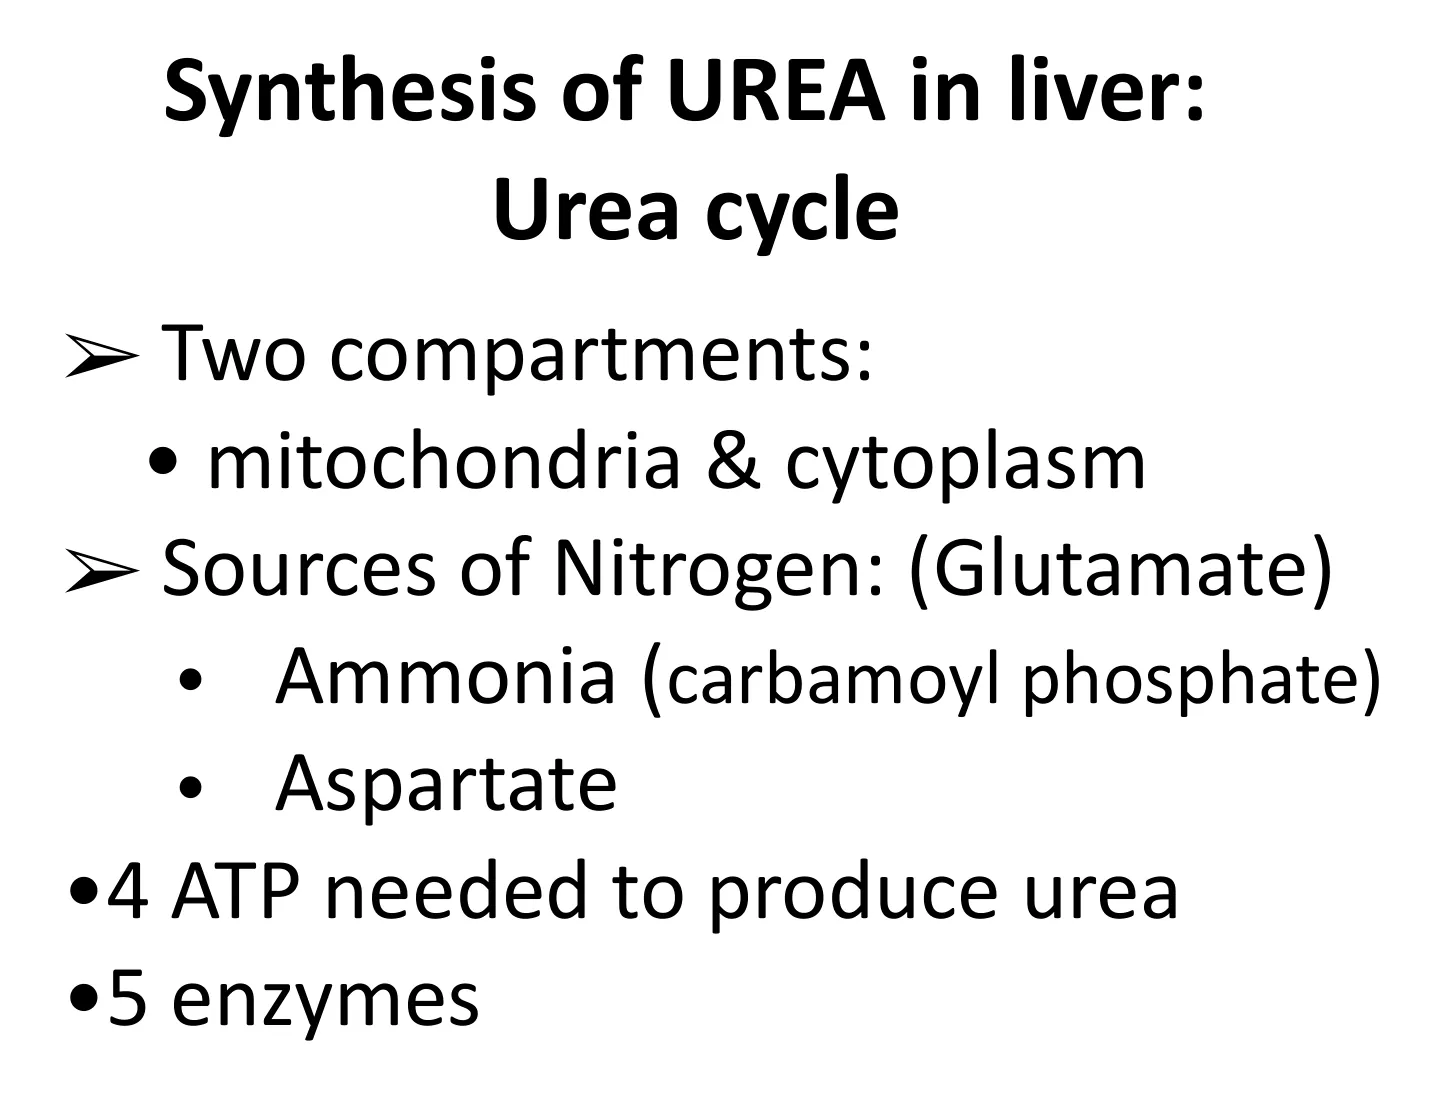 Synthesis of UREA in liver:
Urea cycle
➢ Two compartments:
• mitochondria & cytoplasm
➢ Sources of Nitrogen: (Glutamate)
• Ammonia (carbamoyl phosphate)
• Aspartate
•4 ATP needed to produce urea
•5 enzymes